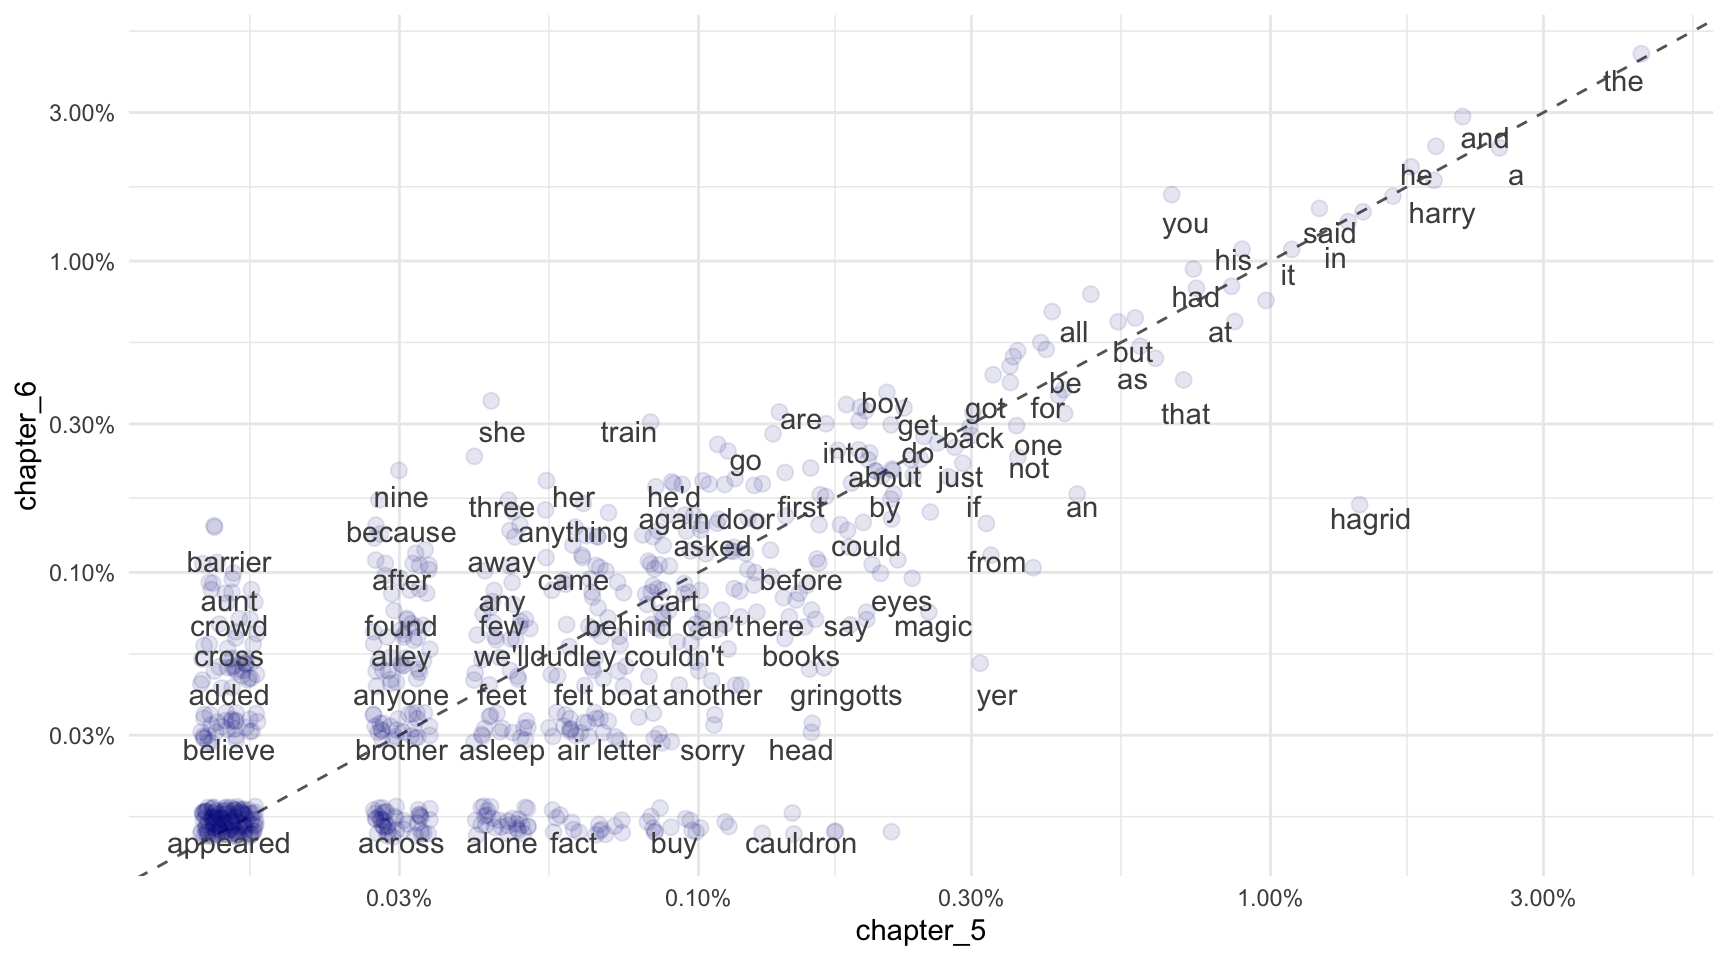 the
3.00%
and
he
a
harry
you
said
in
his
1.00%
it
had
at
all
but
as
be
boy
got
for
that
are
get
0.30%
she
train
back
one
into
do
go
not
about
just
nine
her
he'd
three
first
by
if
an
again
door
hagrid
because
anything
asked
could
barrier
away
from
0.10%
after
came
before
aunt
any
cart
eyes
crowd
found
few
behind
can't
there
say
magic
cross
alley
we'll
dudley
couldn't
books
added
anyone
feet
felt
boat
another
gringotts
yer
0.03%
believe
brother
asleep
air
letter
sorry
head
appeared
across
alone
fact
buy
cauldron
chapter_6
0.03%
0.10%
0.30%
1.00%
3.00%
chapter_5